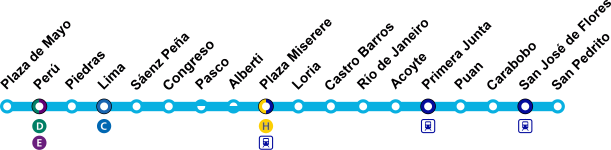 Plaza de Mayo
Perú
Piedras
Lima
Sáenz Peña
Congreso
Pasco
Alberti
Plaza Miserere
Loria
Castro Barros
Río de Janeiro
Acoyte
Primera Junta
Puan
Carabobo
San José de Flores
San Pedrito
D
C
H
E